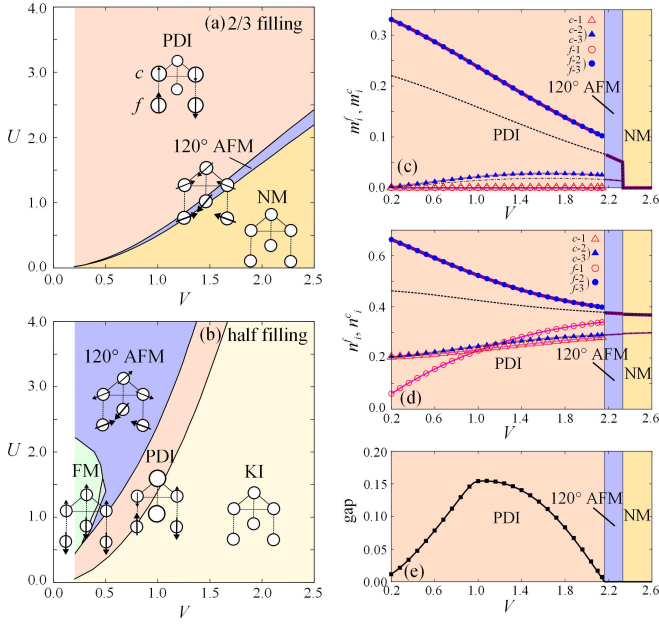 (a) 2/3 filling
PDI
c
f
120° AFM
NM
U
4.0
3.0
2.0
1.0
0.0
0.0 0.5 1.0 1.5 2.0 2.5
V
(b) half filling
120° AFM
FM
PDI
KI
U
4.0
3.0
2.0
1.0
0.0
0.0 0.5 1.0 1.5 2.0 2.5
V
c-1
c-2)
c-3
f-1
f-2)
f-3
120° AFM
PDI
NM
(c)
m_i^f, m_i^c
0.3
0.2
0.1
0.0
0.2 0.6 1.0 1.4 1.8 2.2 2.6
V
c-1
c-2)
c-3
f-1
f-2)
f-3
PDI
120° AFM
NM
(d)
n_i^f, n_i^c
0.6
0.4
0.2
0.0
0.2 0.6 1.0 1.4 1.8 2.2 2.6
V
PDI
120° AFM
NM
(e)
gap
0.20
0.15
0.10
0.05
0.00
0.2 0.6 1.0 1.4 1.8 2.2 2.6
V